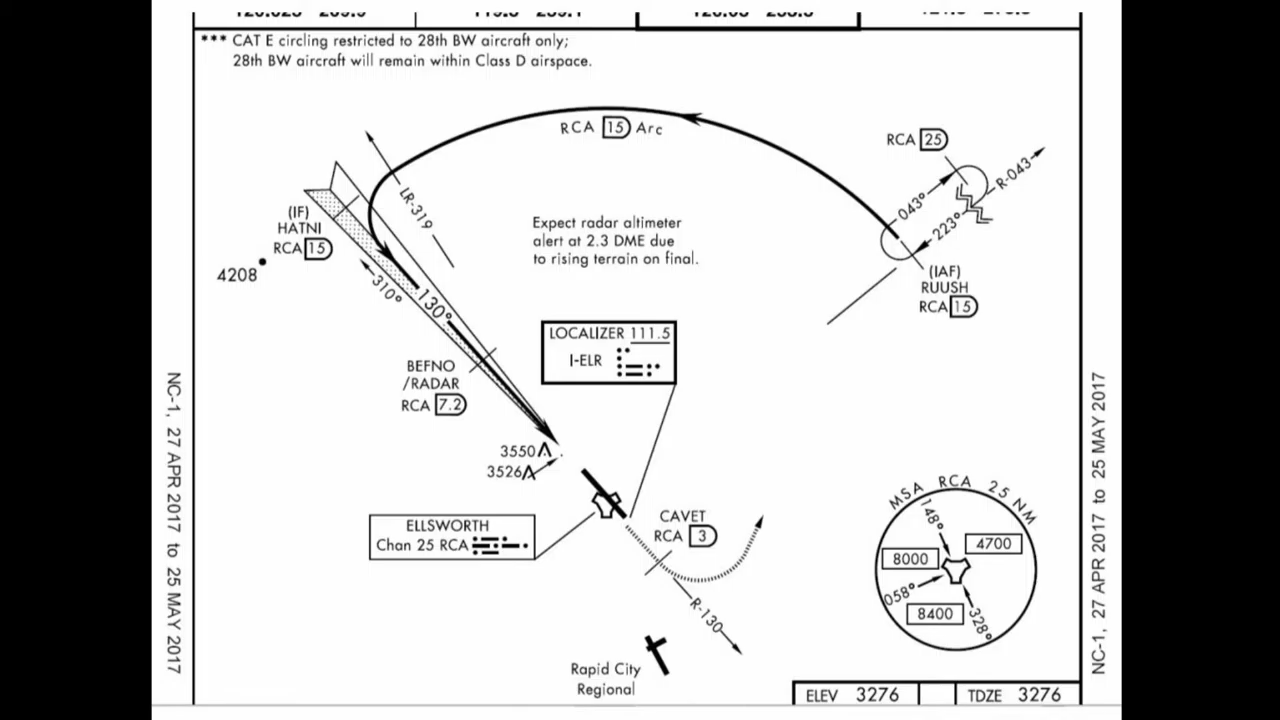 *** CAT E circling restricted to 28th BW aircraft only;
28th BW aircraft will remain within Class D airspace.
RCA 15 Arc
RCA 25
R-043
043°
223°
(IAF)
RUUSH
RCA 15
LR-319
(IF)
HATNI
RCA 15
4208
310°
130°
Expect radar altimeter
alert at 2.3 DME due
to rising terrain on final.
LOCALIZER 111.5
I-ELR
BEFNO
/RADAR
RCA 7.2
3550
3526
ELLSWORTH
Chan 25 RCA
CAVET
RCA 3
R-130
Rapid City
Regional
MSA RCA 25 NM
148°
4700
8000
058°
8400
328°
ELEV 3276
TDZE 3276
NC-1, 27 APR 2017 to 25 MAY 2017
NC-1, 27 APR 2017 to 25 MAY 2017